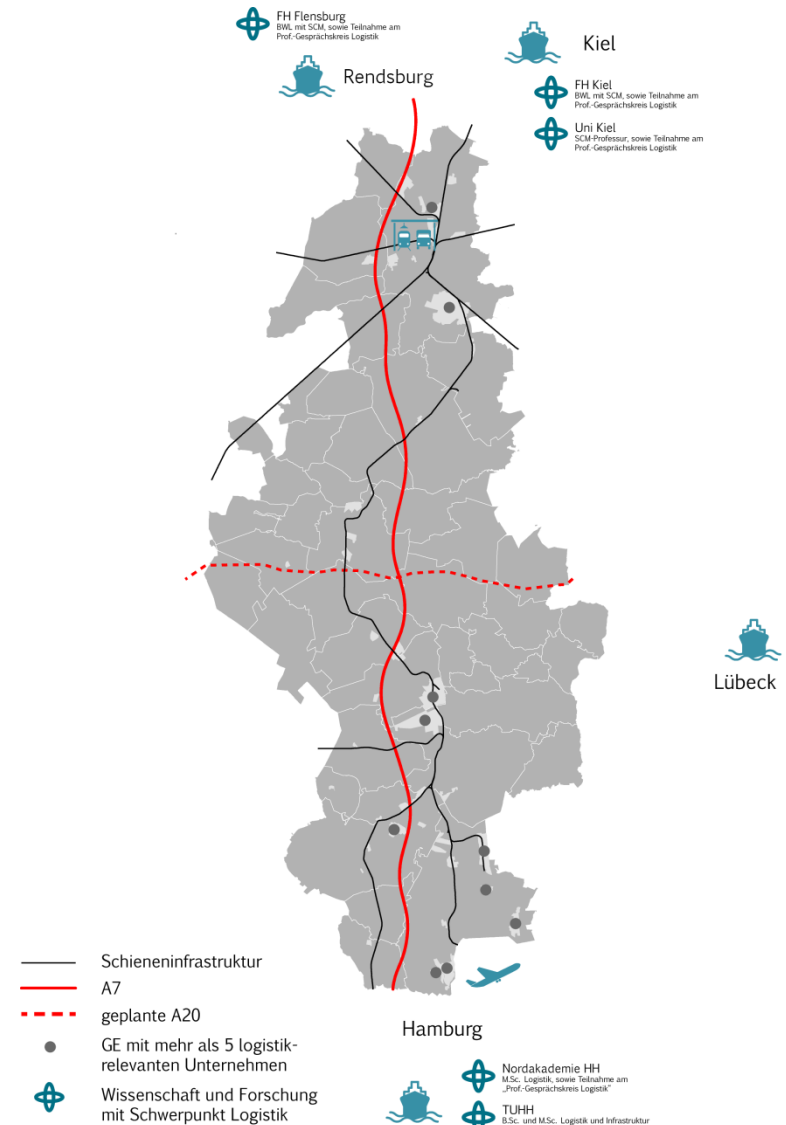 FH Flensburg
BWL mit SCM, sowie Teilnahme am
Prof.-Gesprächskreis Logistik
Kiel
Rendsburg
FH Kiel
BWL mit SCM, sowie Teilnahme am
Prof.-Gesprächskreis Logistik
Uni Kiel
SCM-Professur, sowie Teilnahme am
Prof.-Gesprächskreis Logistik
Lübeck
Schieneninfrastruktur
A7
geplante A20
GE mit mehr als 5 logistik-
relevanten Unternehmen
Wissenschaft und Forschung
mit Schwerpunkt Logistik
Hamburg
Nordakademie HH
M.Sc. Logistik, sowie Teilnahme am
„Prof.-Gesprächskreis Logistik"
TUHH
B.Sc. und M.Sc. Logistik und Infrastruktur